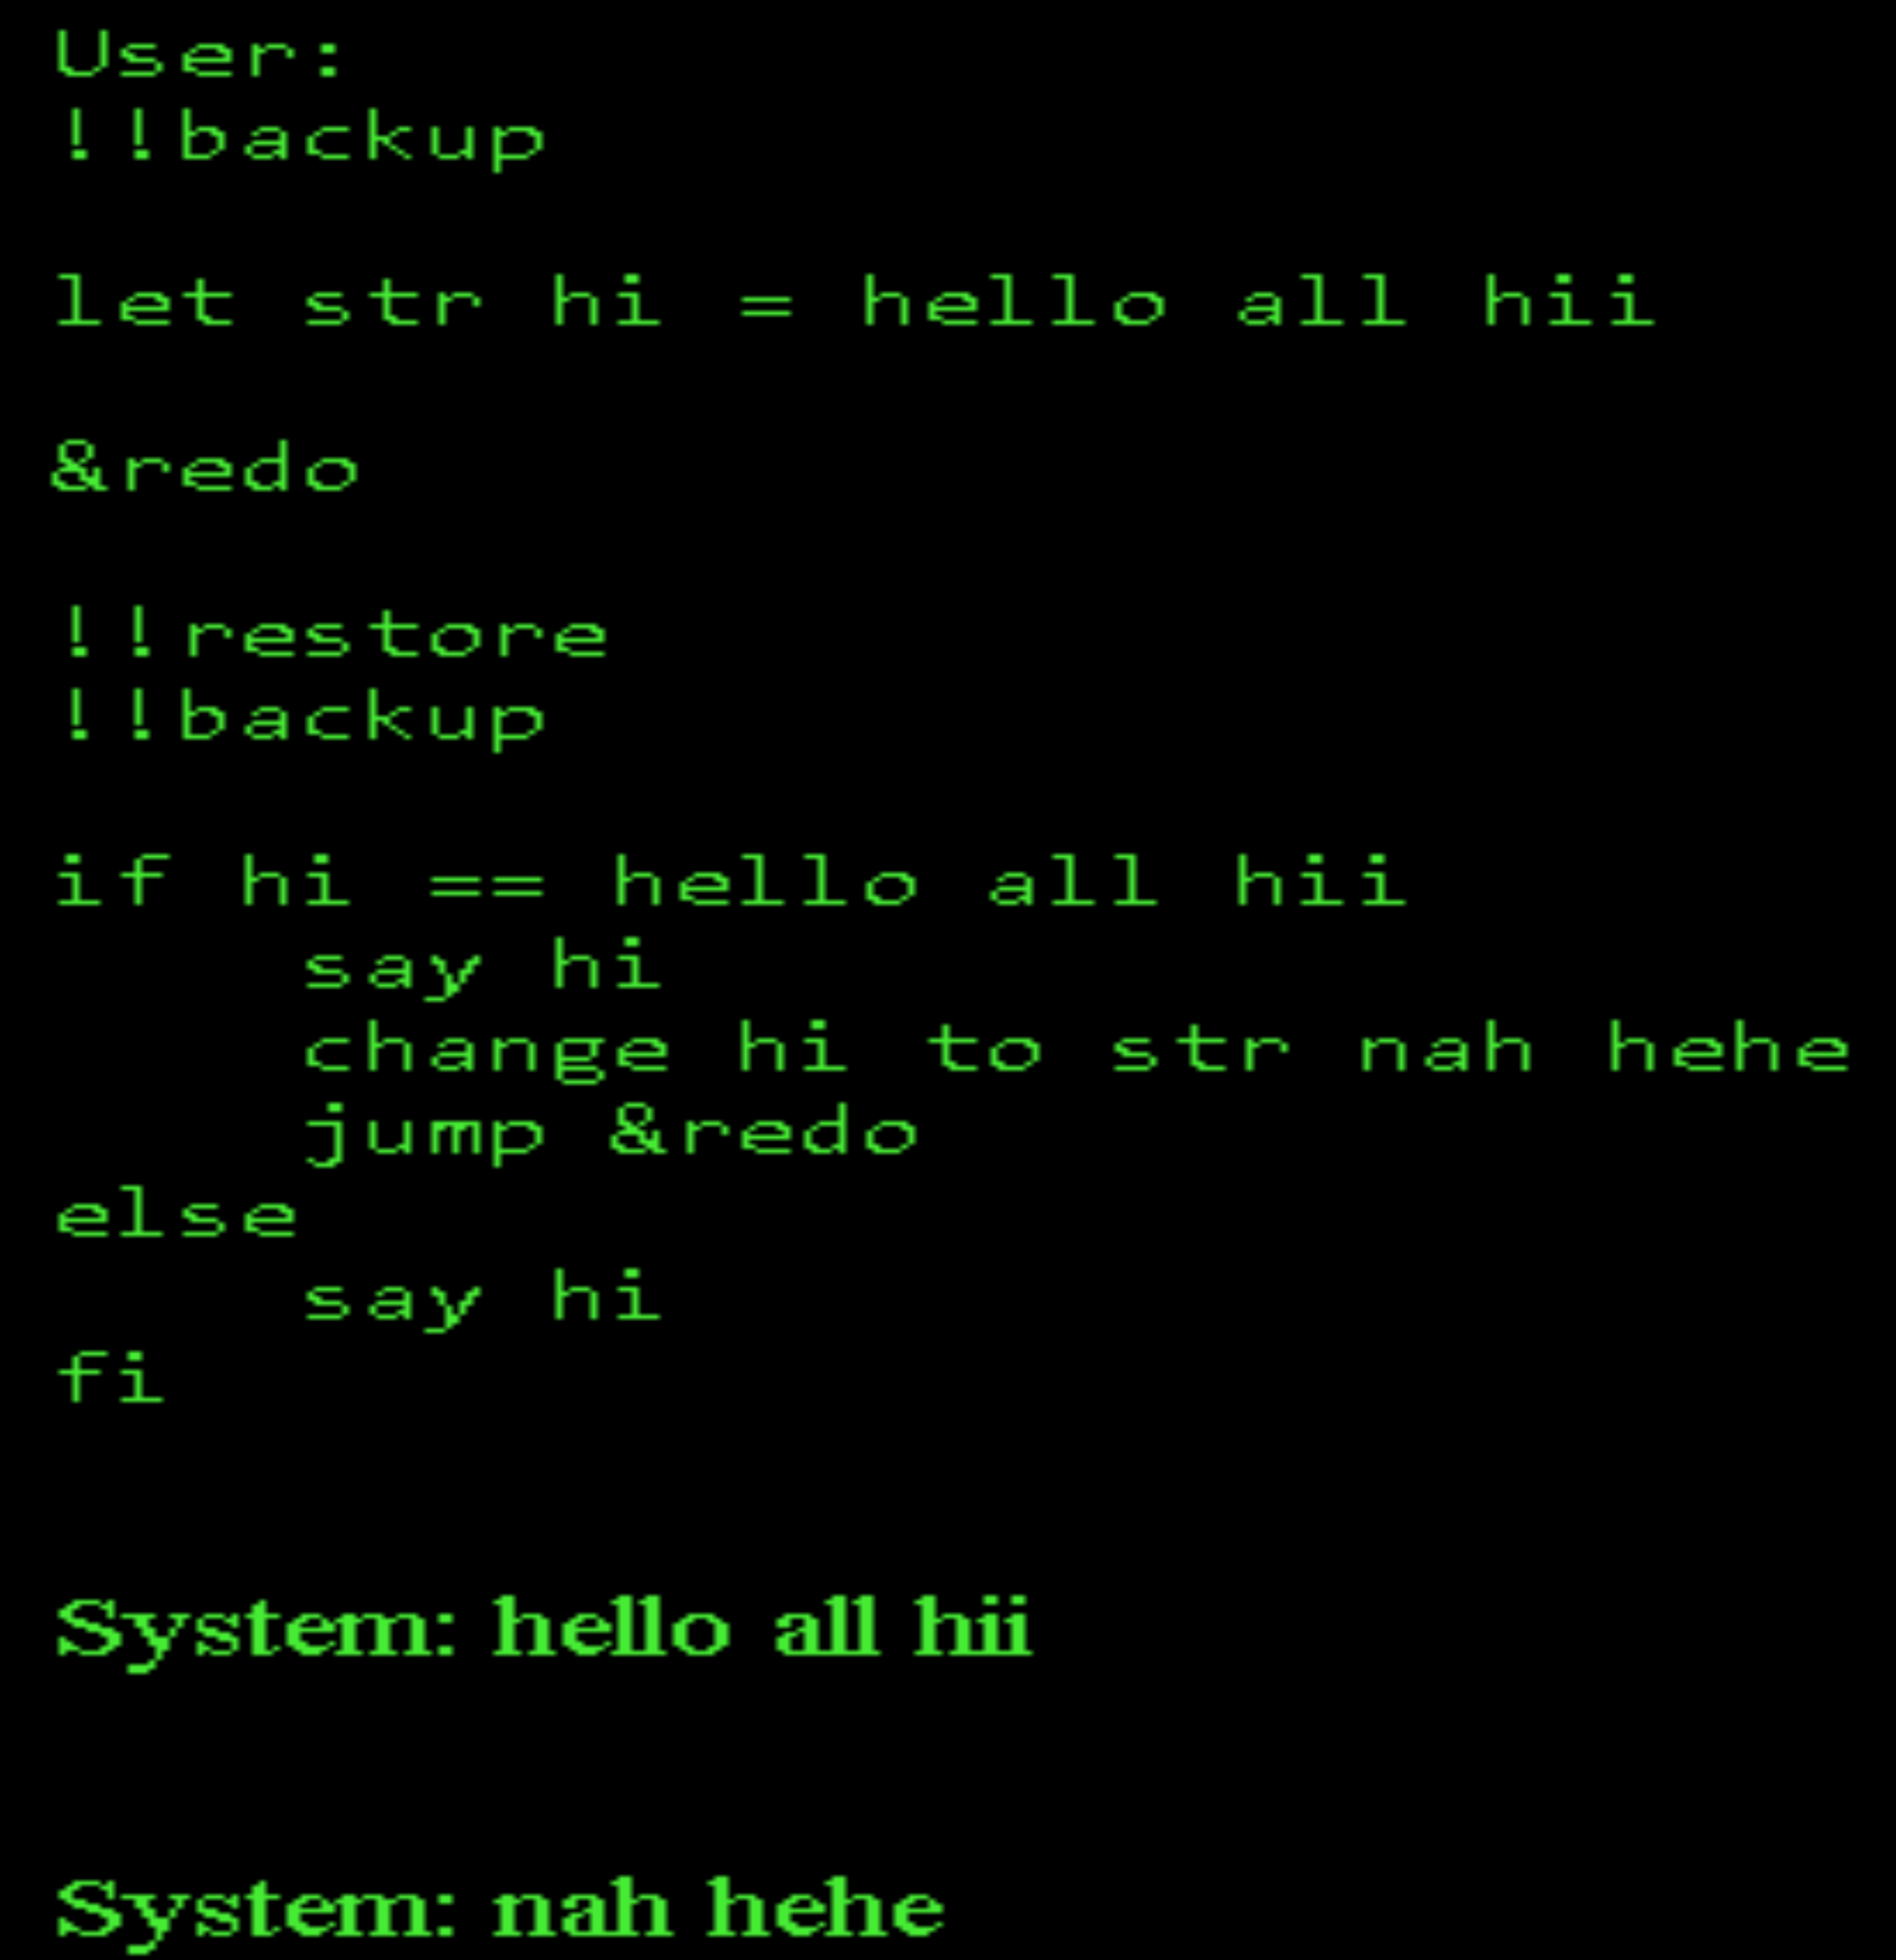 User:
!!backup
let str hi = hello all hii
&redo
!!restore
!!backup
if hi == hello all hii
    say hi
    change hi to str nah hehe
    jump &redo
else
    say hi
fi
System: hello all hii
System: nah hehe